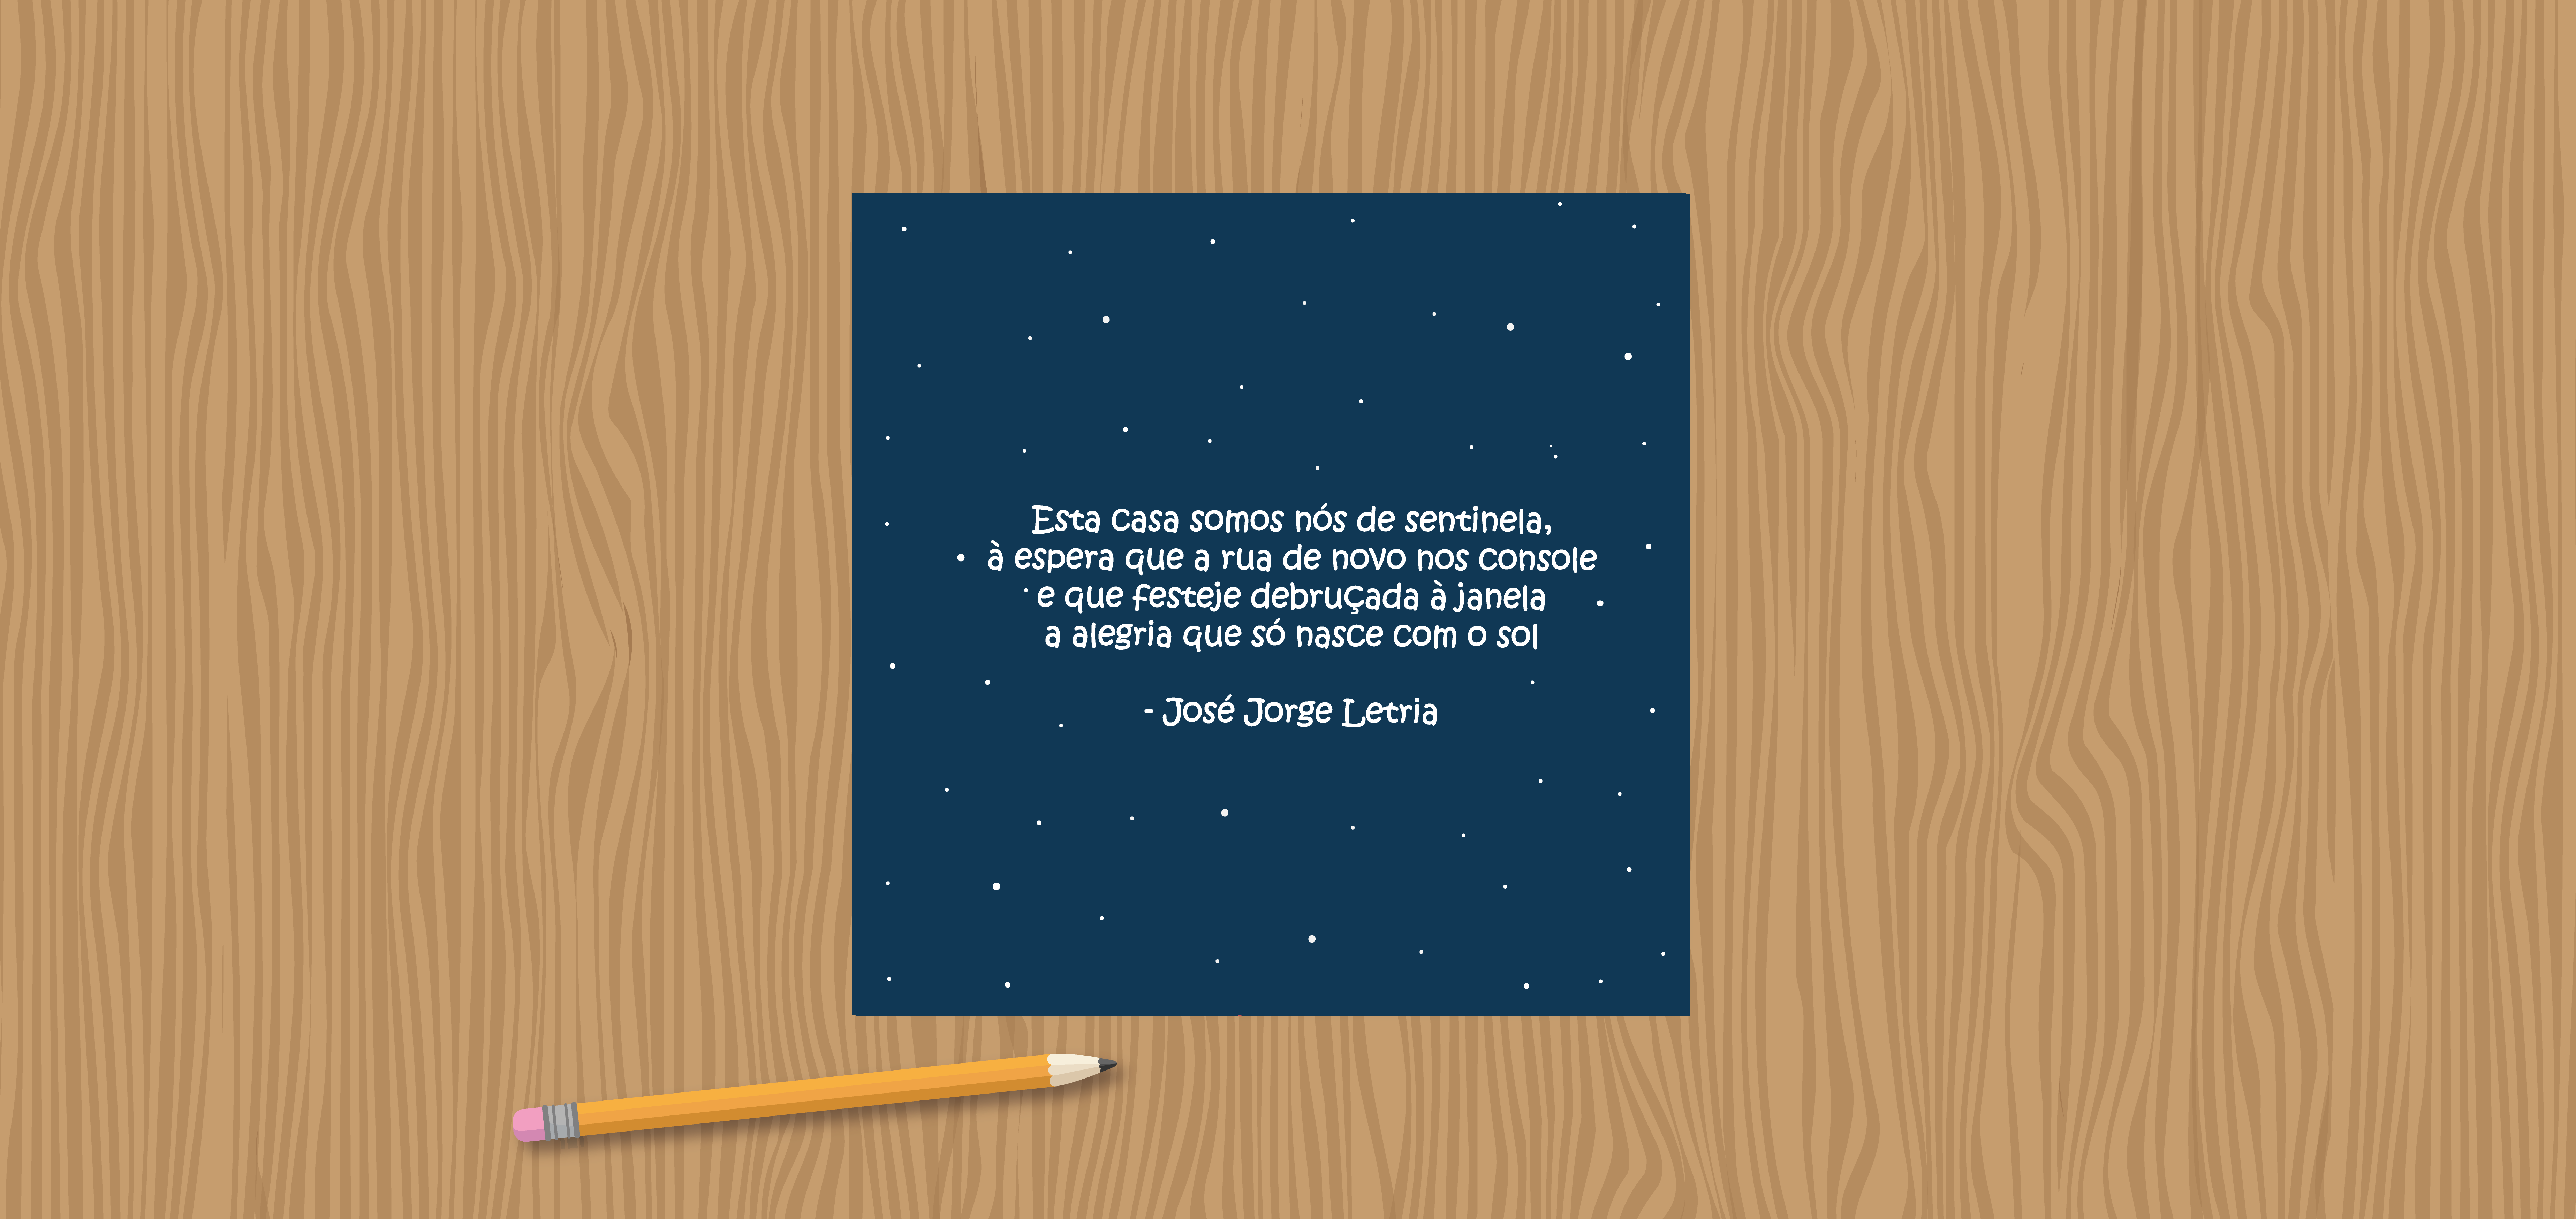 Esta casa somos nós de sentinela,
à espera que a rua de novo nos console
e que festeje debruçada à janela
a alegria que só nasce com o sol
- José Jorge Letria